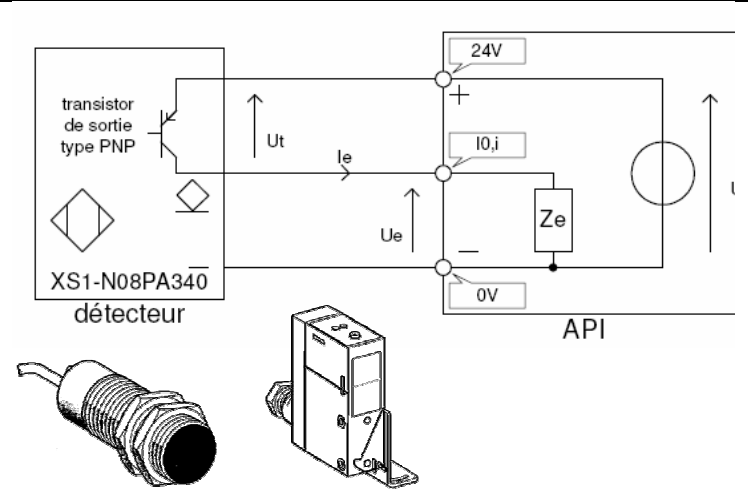 24V
transistor
de sortie
type PNP
+
Ut
Ie
I0,i
Ue
Ze
U
−
−
XS1-N08PA340
détecteur
0V
API